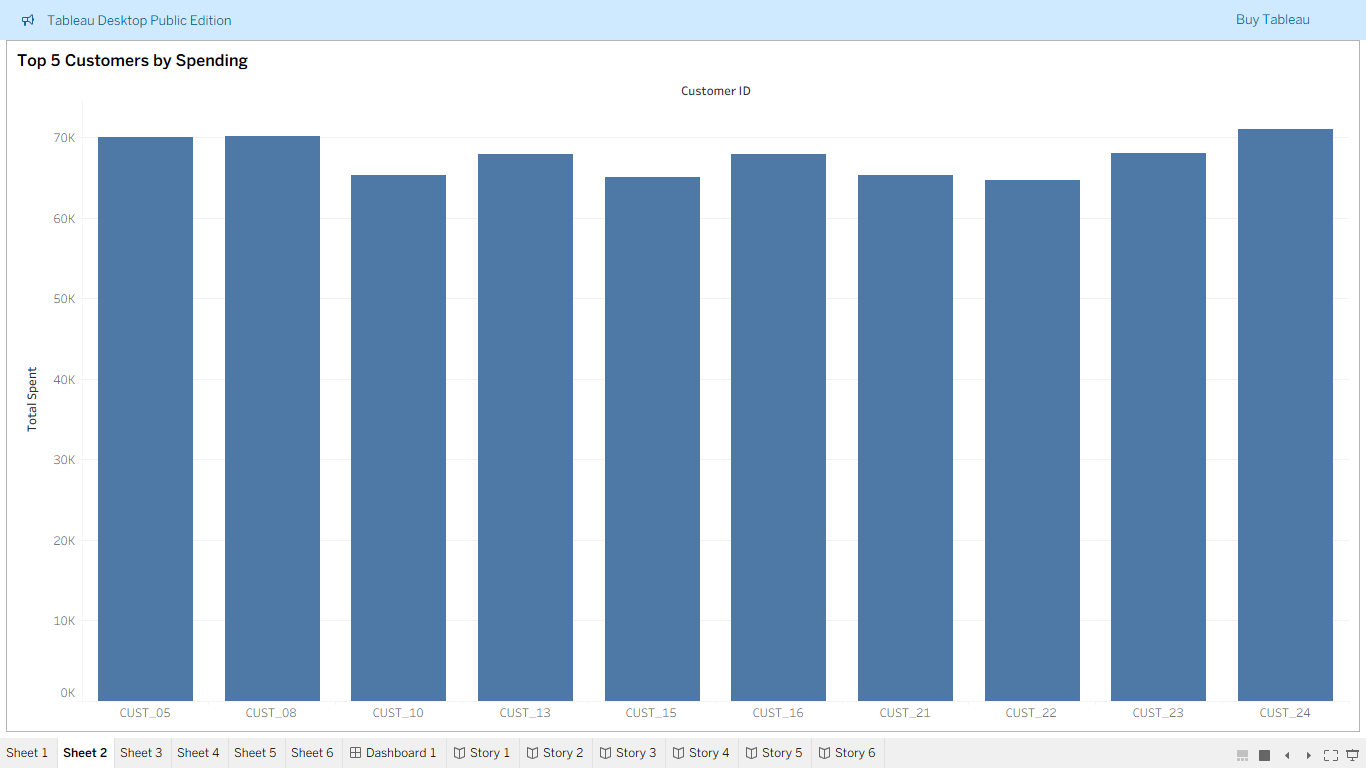 Tableau Desktop Public Edition
Buy Tableau
Top 5 Customers by Spending
Customer ID
Total Spent
70K
60K
50K
40K
30K
20K
10K
0K
CUST_05 CUST_08 CUST_10 CUST_13 CUST_15 CUST_16 CUST_21 CUST_22 CUST_23 CUST_24
Sheet 1 Sheet 2 Sheet 3 Sheet 4 Sheet 5 Sheet 6 Dashboard 1 Story 1 Story 2 Story 3 Story 4 Story 5 Story 6